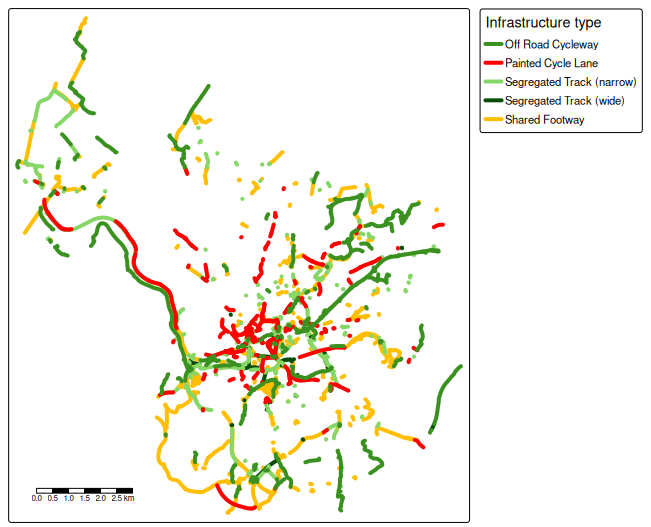 Infrastructure type
Off Road Cycleway
Painted Cycle Lane
Segregated Track (narrow)
Segregated Track (wide)
Shared Footway
0.0 0.5 1.0 1.5 2.0 2.5 km